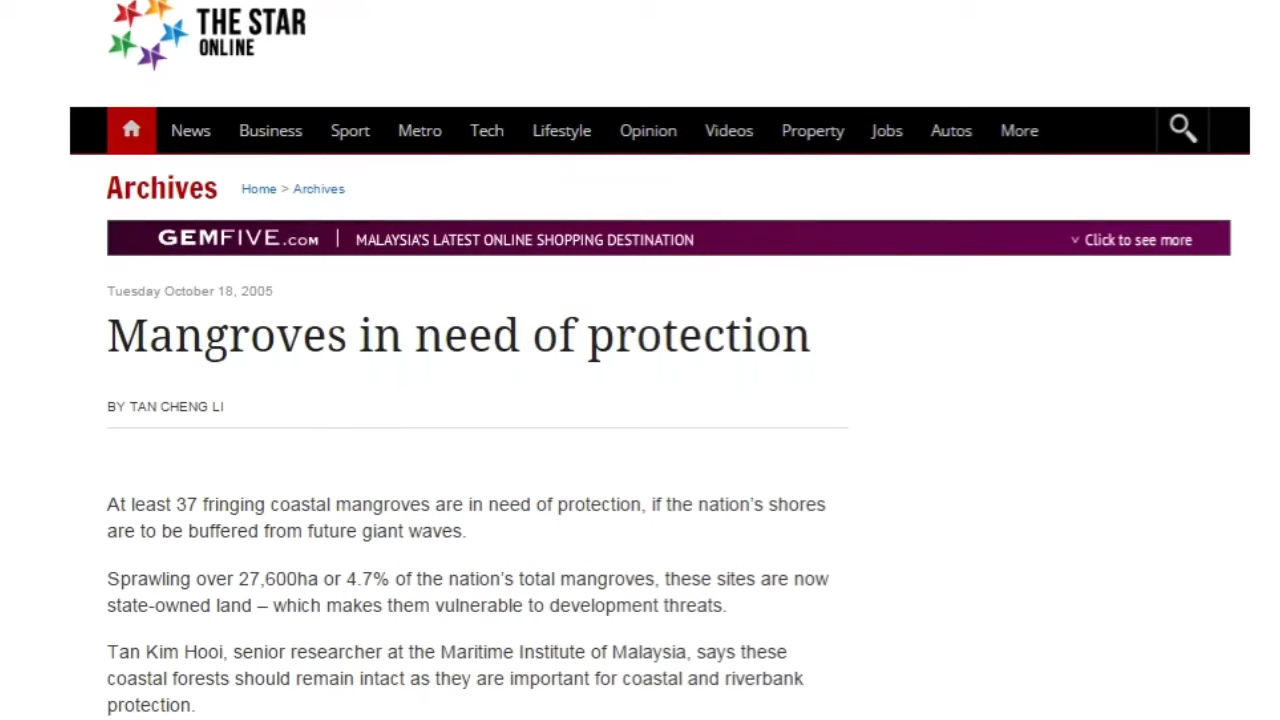 THE STAR
ONLINE
News Business Sport Metro Tech Lifestyle Opinion Videos Property Jobs Autos More
Archives Home > Archives
GEMFIVE.COM | MALAYSIA'S LATEST ONLINE SHOPPING DESTINATION ˅ Click to see more
Tuesday October 18, 2005
Mangroves in need of protection
BY TAN CHENG LI
At least 37 fringing coastal mangroves are in need of protection, if the nation’s shores
are to be buffered from future giant waves.
Sprawling over 27,600ha or 4.7% of the nation’s total mangroves, these sites are now
state-owned land – which makes them vulnerable to development threats.
Tan Kim Hooi, senior researcher at the Maritime Institute of Malaysia, says these
coastal forests should remain intact as they are important for coastal and riverbank
protection.